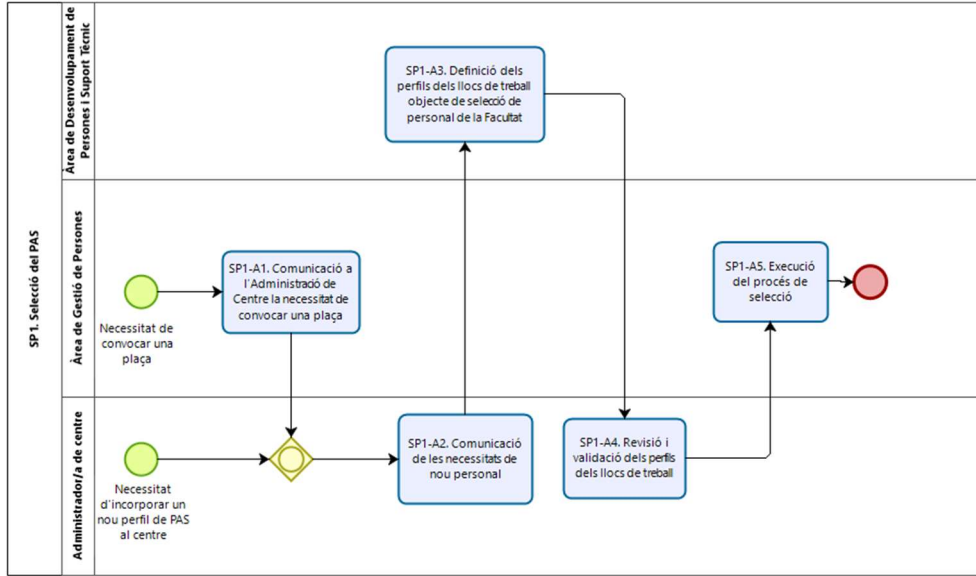 SP1. Selecció del PAS
Àrea de Desenvolupament de
Persones i Suport Tècnic
SP1-A3. Definició dels
perfils dels llocs de treball
objecte de selecció de
personal de la Facultat
Àrea de Gestió de Persones
Necessitat de
convocar una
plaça
SP1-A1. Comunicació a
l´Administració de
Centre la necessitat de
convocar una plaça
SP1-A5. Execució
del procés de
selecció
Administrador/a de centre
Necessitat
d´incorporar un
nou perfil de PAS
al centre
SP1-A2. Comunicació
de les necessitats de
nou personal
SP1-A4. Revisió i
validació dels perfils
dels llocs de treball